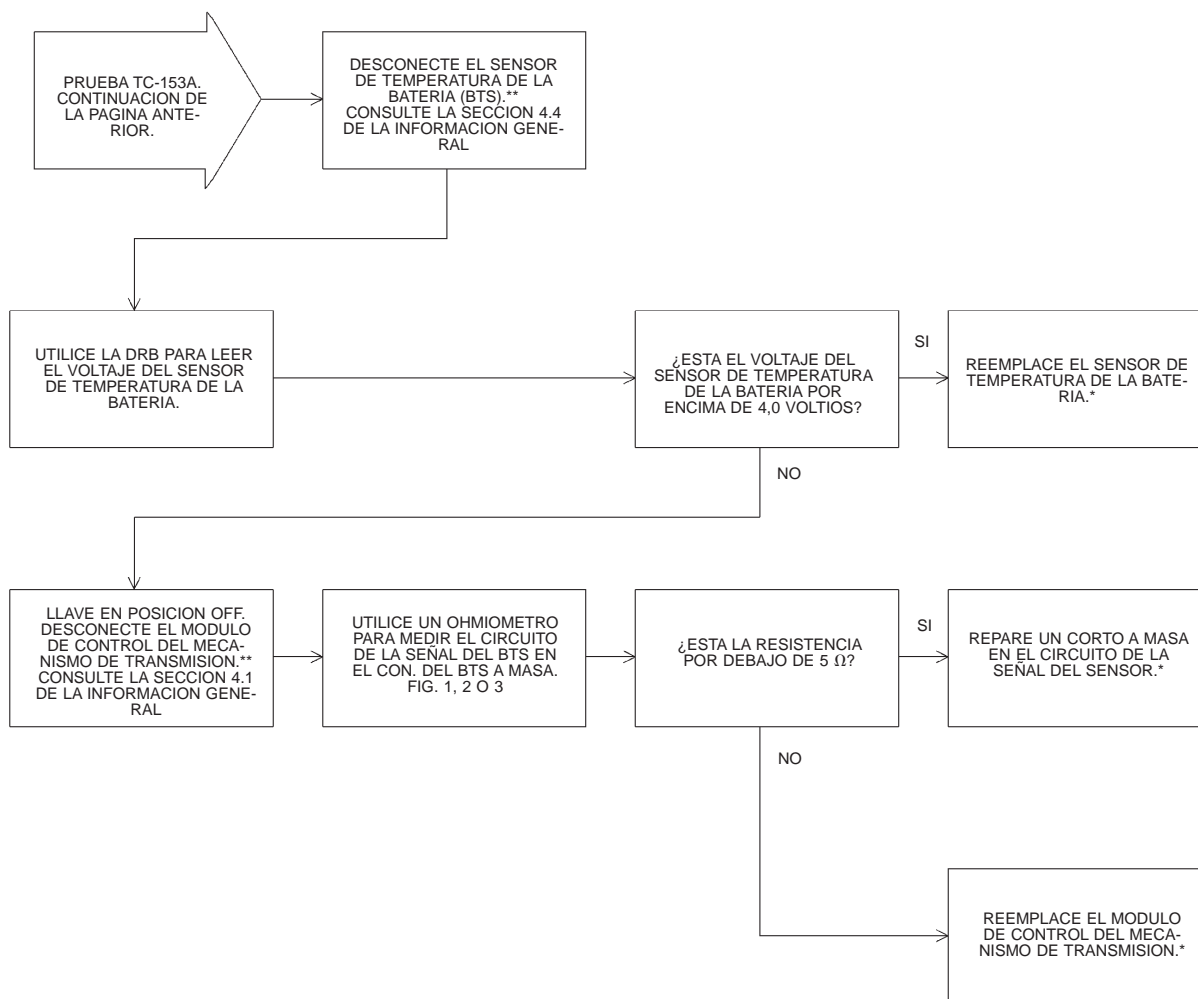 PRUEBA TC-153A.
CONTINUACION DE
LA PAGINA ANTE-
RIOR.
DESCONECTE EL SENSOR
DE TEMPERATURA DE LA
BATERIA (BTS).**
CONSULTE LA SECCION 4.4
DE LA INFORMACION GENE-
RAL
UTILICE LA DRB PARA LEER
EL VOLTAJE DEL SENSOR
DE TEMPERATURA DE LA
BATERIA.
¿ESTA EL VOLTAJE DEL
SENSOR DE TEMPERATURA
DE LA BATERIA POR
ENCIMA DE 4,0 VOLTIOS?
SI
REEMPLACE EL SENSOR DE
TEMPERATURA DE LA BATE-
RIA.*
NO
LLAVE EN POSICION OFF.
DESCONECTE EL MODULO
DE CONTROL DEL MECA-
NISMO DE TRANSMISION.**
CONSULTE LA SECCION 4.1
DE LA INFORMACION GENE-
RAL
UTILICE UN OHMIOMETRO
PARA MEDIR EL CIRCUITO
DE LA SEÑAL DEL BTS EN
EL CON. DEL BTS A MASA.
FIG. 1, 2 O 3
¿ESTA LA RESISTENCIA
POR DEBAJO DE 5 Ω?
SI
REPARE UN CORTO A MASA
EN EL CIRCUITO DE LA
SEÑAL DEL SENSOR.*
NO
REEMPLACE EL MODULO
DE CONTROL DEL MECA-
NISMO DE TRANSMISION.*